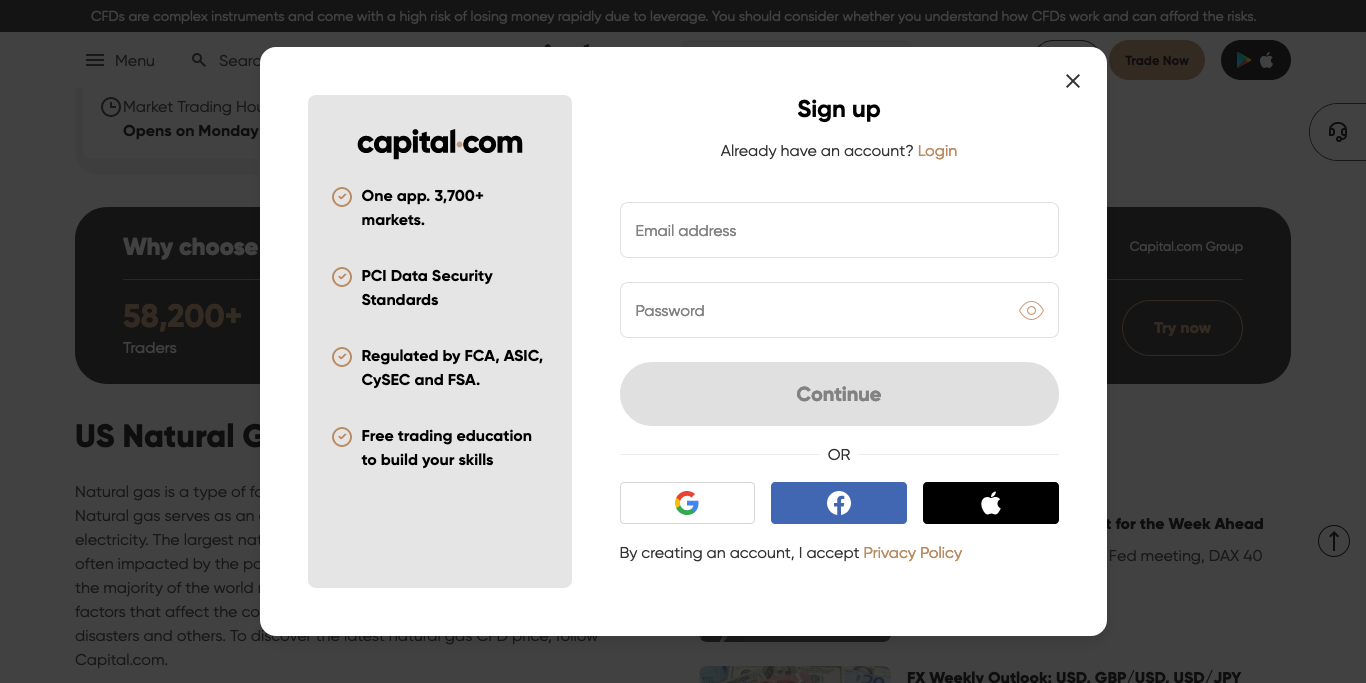 CFDs are complex instruments and come with a high risk of losing money rapidly due to leverage. You should consider whether you understand how CFDs work and can afford the risks.
Menu
Trade Now
Market Trading
Opens on Monday
Why choose
Capital.com Group
58,200+
Traders
Try now
capital.com
One app. 3,700+
markets.
PCI Data Security
Standards
Regulated by FCA, ASIC,
CySEC and FSA.
Free trading education
to build your skills
Sign up
Already have an account? Login
Email address
Password
Continue
OR
By creating an account, I accept Privacy Policy
US Natural
Natural gas is a type of
Natural gas serves as an
electricity. The largest
often impacted by the
the majority of the world
factors that affect the
disasters and others. To discover the latest natural gas CFD price, follow
Capital.com.
for the Week Ahead
Fed meeting, DAX 40
FX Weekly Outlook: USD, GBP/USD, USD/JPY